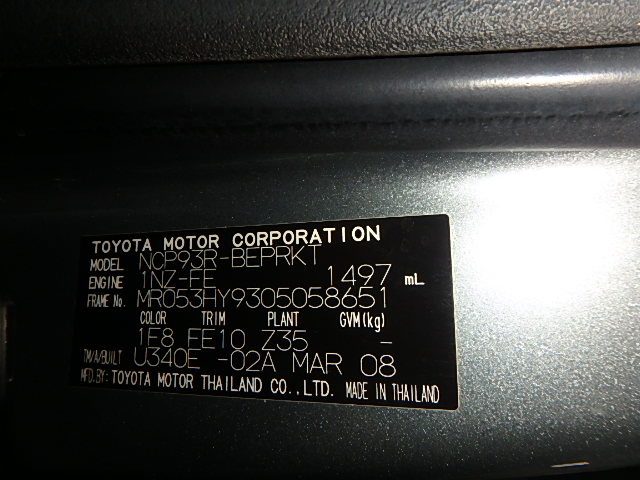 TOYOTA MOTOR CORPORATION
MODEL NCP93R-BEPRKT
ENGINE 1NZ-FE 1497 mL
FRAME No. MR053HY9305058651
COLOR TRIM PLANT GVM(kg)
1F8 FE10 Z35 -
TM/A/BUILT U340E -02A MAR 08
MFD.BY: TOYOTA MOTOR THAILAND CO.,LTD. MADE IN THAILAND